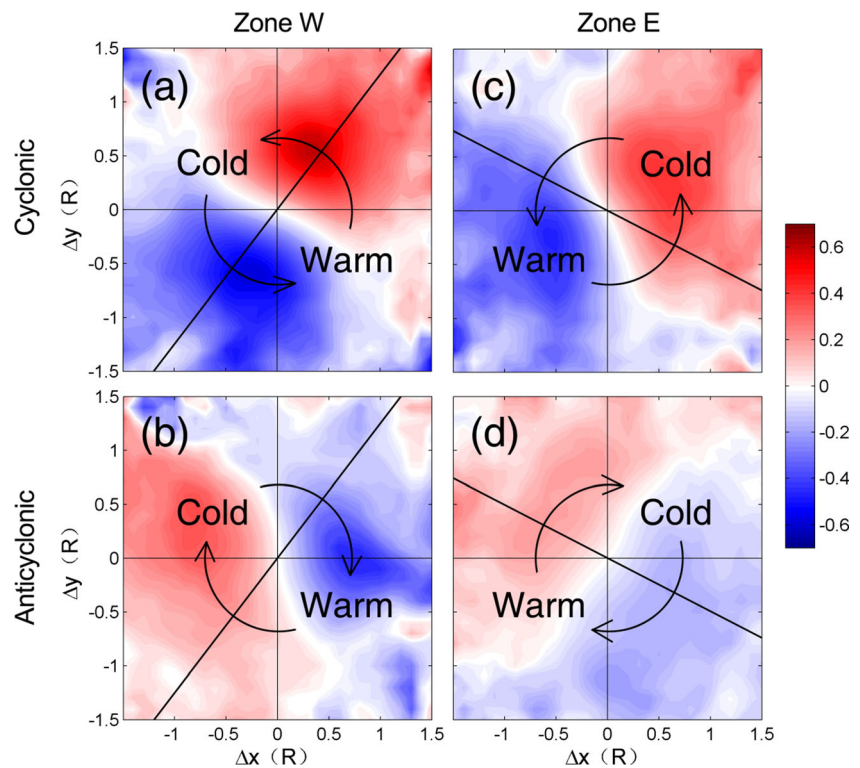 Zone W
Zone E
Cyclonic
Δy (R)
1.5
1
0.5
0
-0.5
-1
-1.5
(a)
Cold
Warm
(c)
Cold
Warm
0.6
0.4
0.2
0
-0.2
-0.4
-0.6
Anticyclonic
Δy (R)
1.5
1
0.5
0
-0.5
-1
-1.5
(b)
Cold
Warm
(d)
Cold
Warm
-1 -0.5 0 0.5 1 1.5
-1 -0.5 0 0.5 1 1.5
Δx (R)
Δx (R)